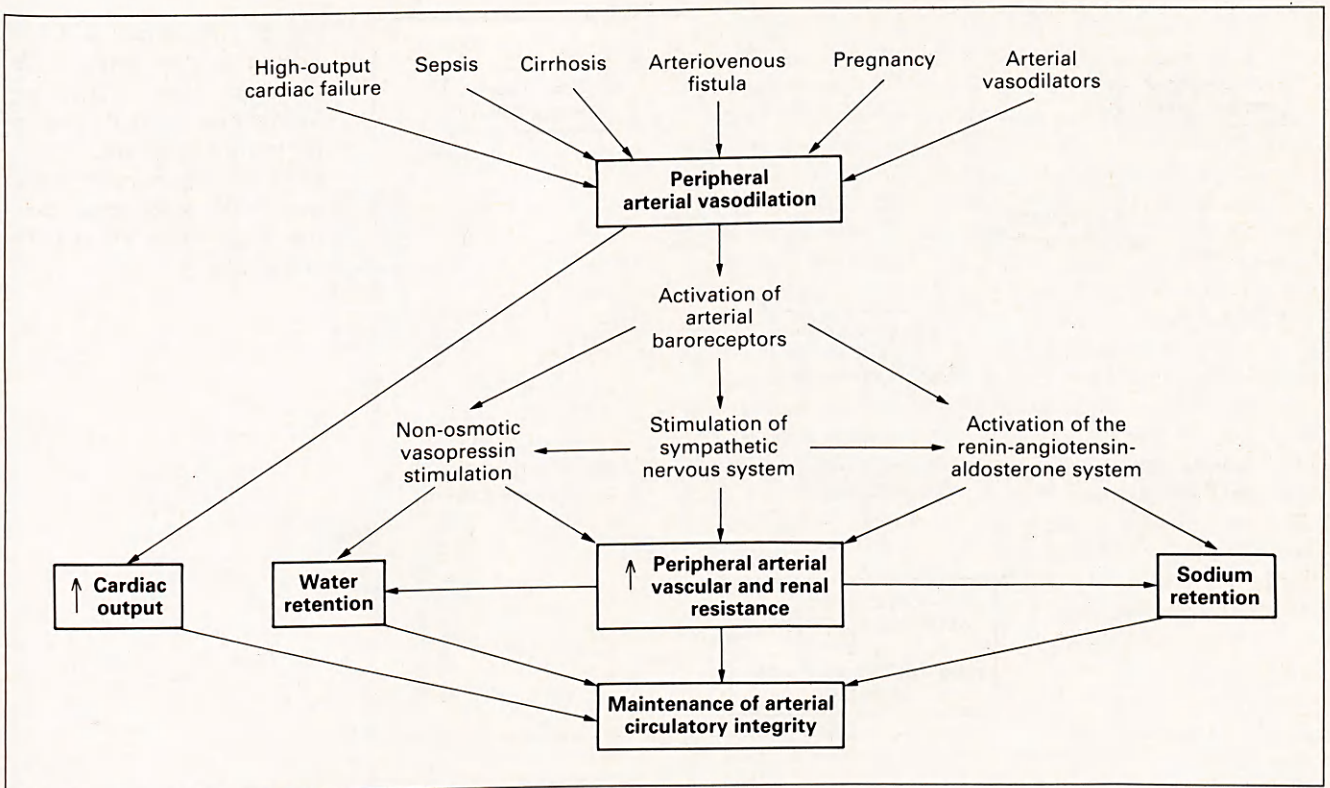 High-output
cardiac failure
Sepsis
Cirrhosis
Arteriovenous
fistula
Pregnancy
Arterial
vasodilators
Peripheral
arterial vasodilation
Activation of
arterial
baroreceptors
Non-osmotic
vasopressin
stimulation
Stimulation of
sympathetic
nervous system
Activation of the
renin-angiotensin-
aldosterone system
↑ Cardiac
output
Water
retention
↑ Peripheral arterial
vascular and renal
resistance
Sodium
retention
Maintenance of arterial
circulatory integrity